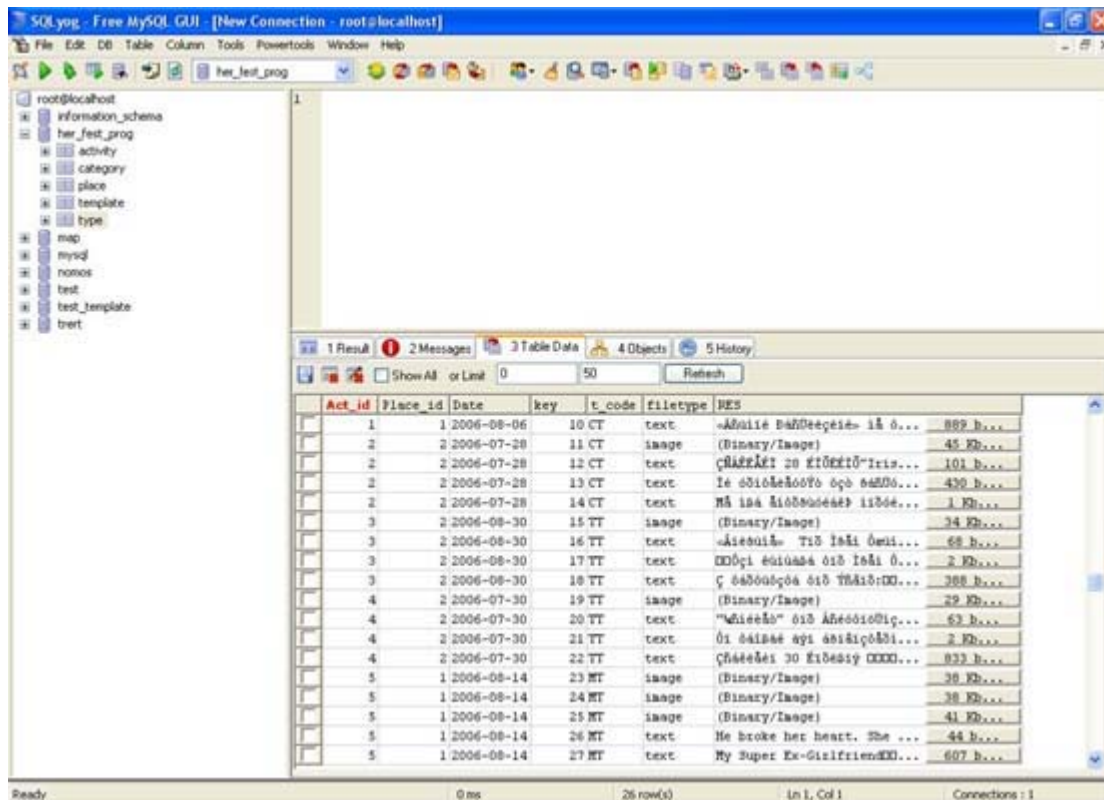 SQLyog - Free MySQL GUI - [New Connection - root@localhost]
File Edit DB Table Column Tools Powertools Window Help
her_fest_prog
root@localhost
information_schema
her_fest_prog
activity
category
place
template
type
map
mysql
nomos
test
test_template
trert
1
1 Result 2 Messages 3 Table Data 4 Objects 5 History
Show All or Limit 0 50 Refresh
Act_id Place_id Date key t_code filetype RES
1 1 2006-08-06 10 CT text 889 b...
2 2 2006-07-28 11 CT image (Binary/Image) 45 Kb...
2 2 2006-07-28 12 CT text 101 b...
2 2 2006-07-28 13 CT text 430 b...
2 2 2006-07-28 14 CT text 1 Kb...
3 2 2006-08-30 15 TT image (Binary/Image) 34 Kb...
3 2 2006-08-30 16 TT text 68 b...
3 2 2006-08-30 17 TT text 2 Kb...
3 2 2006-08-30 18 TT text 388 b...
4 2 2006-07-30 19 TT image (Binary/Image) 29 Kb...
4 2 2006-07-30 20 TT text 63 b...
4 2 2006-07-30 21 TT text 2 Kb...
4 2 2006-07-30 22 TT text 833 b...
5 1 2006-08-14 23 MT image (Binary/Image) 38 Kb...
5 1 2006-08-14 24 MT image (Binary/Image) 38 Kb...
5 1 2006-08-14 25 MT image (Binary/Image) 41 Kb...
5 1 2006-08-14 26 MT text He broke her heart. She ... 44 b...
5 1 2006-08-14 27 MT text My Super Ex-Girlfriend... 607 b...
Ready 0 ms 26 row(s) Ln 1, Col 1 Connections : 1